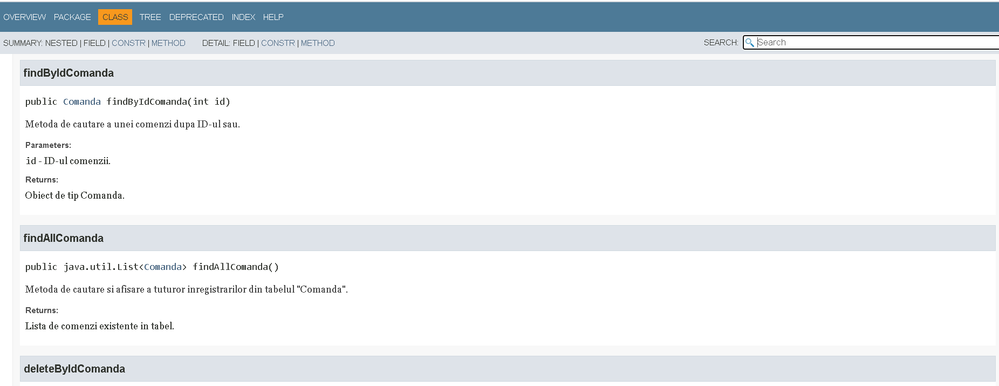 OVERVIEW PACKAGE CLASS TREE DEPRECATED INDEX HELP
SUMMARY: NESTED | FIELD | CONSTR | METHOD DETAIL: FIELD | CONSTR | METHOD SEARCH: Search
findByIdComanda
public Comanda findByIdComanda(int id)
Metoda de cautare a unei comenzi dupa ID-ul sau.
Parameters:
id - ID-ul comenzii.
Returns:
Obiect de tip Comanda.
findAllComanda
public java.util.List<Comanda> findAllComanda()
Metoda de cautare si afisare a tuturor inregistrarilor din tabelul "Comanda".
Returns:
Lista de comenzi existente in tabel.
deleteByIdComanda